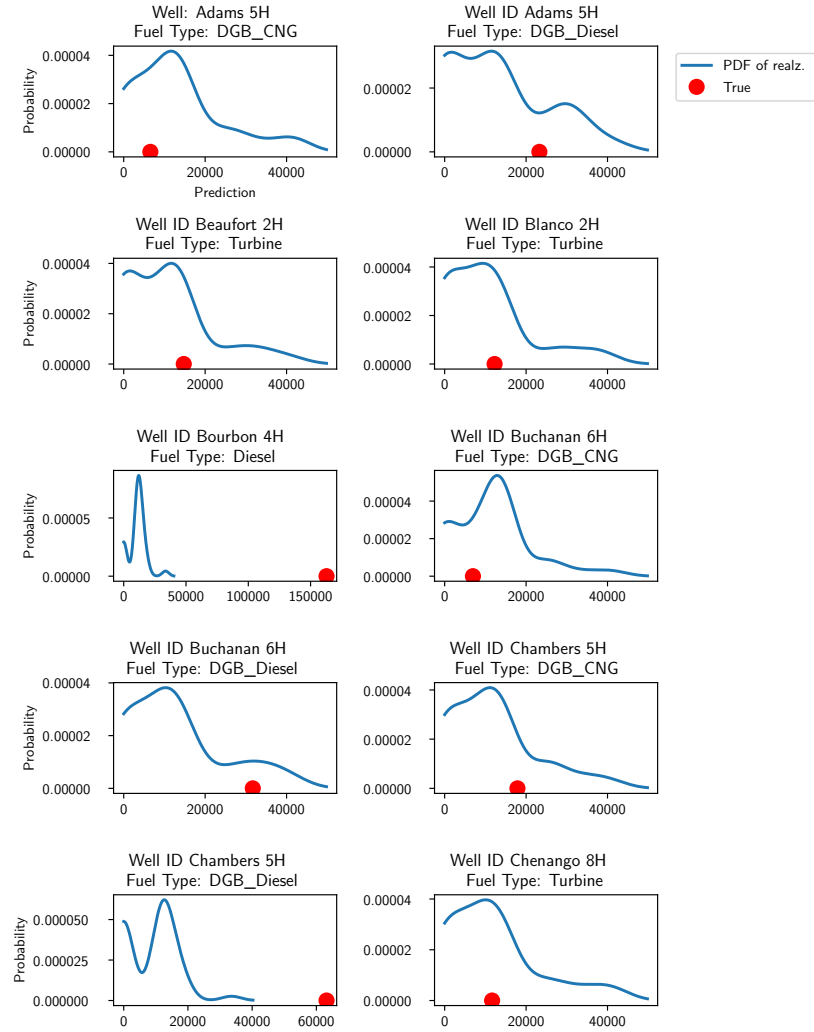 Well: Adams 5H
Fuel Type: DGB_CNG
0.00004
0.00002
0.00000
Probability
0 20000 40000
Prediction
Well ID Adams 5H
Fuel Type: DGB_Diesel
0.00002
0.00000
0 20000 40000
PDF of realz.
True
Well ID Beaufort 2H
Fuel Type: Turbine
0.00004
0.00002
0.00000
Probability
0 20000 40000
Well ID Blanco 2H
Fuel Type: Turbine
0.00004
0.00002
0.00000
0 20000 40000
Well ID Bourbon 4H
Fuel Type: Diesel
0.00005
0.00000
Probability
0 50000 100000 150000
Well ID Buchanan 6H
Fuel Type: DGB_CNG
0.00004
0.00002
0.00000
0 20000 40000
Well ID Buchanan 6H
Fuel Type: DGB_Diesel
0.00004
0.00002
0.00000
Probability
0 20000 40000
Well ID Chambers 5H
Fuel Type: DGB_CNG
0.00004
0.00002
0.00000
0 20000 40000
Well ID Chambers 5H
Fuel Type: DGB_Diesel
0.000050
0.000025
0.000000
Probability
0 20000 40000 60000
Well ID Chenango 8H
Fuel Type: Turbine
0.00004
0.00002
0.00000
0 20000 40000